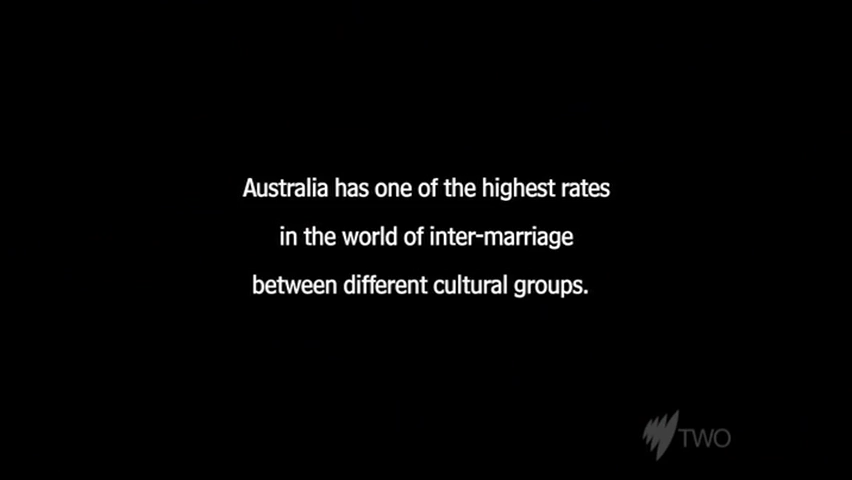 Australia has one of the highest rates
in the world of inter-marriage
between different cultural groups.
TWO